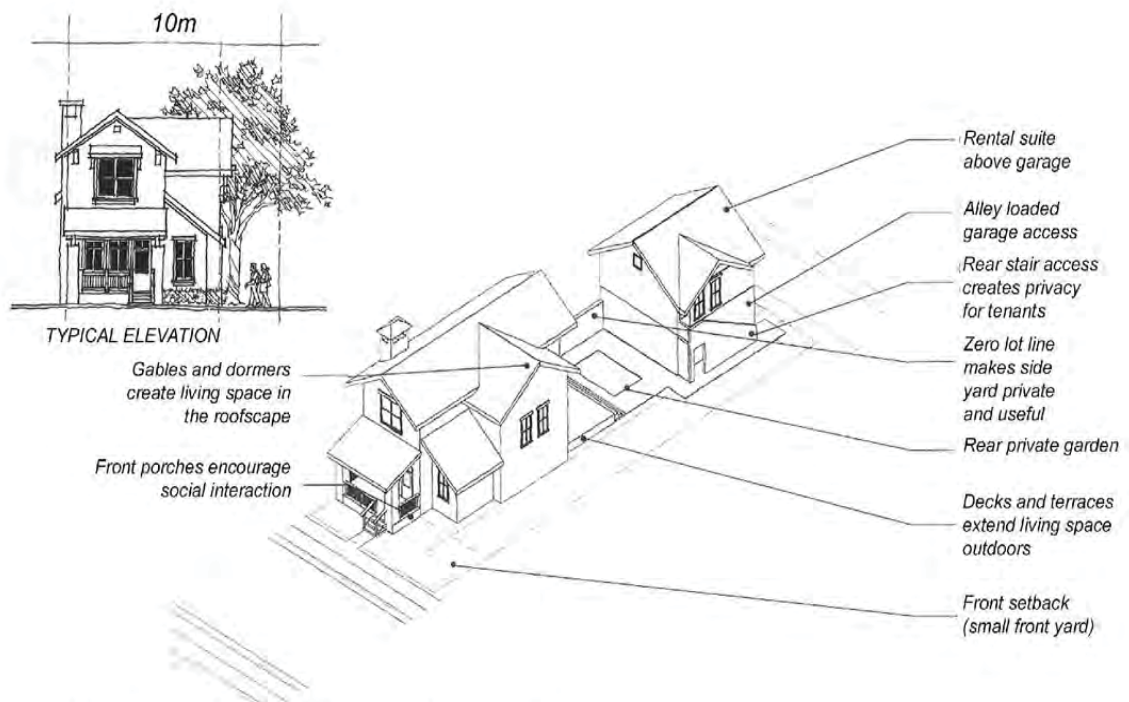 10m
TYPICAL ELEVATION
Gables and dormers
create living space in
the roofscape
Front porches encourage
social interaction
Rental suite
above garage
Alley loaded
garage access
Rear stair access
creates privacy
for tenants
Zero lot line
makes side
yard private
and useful
Rear private garden
Decks and terraces
extend living space
outdoors
Front setback
(small front yard)